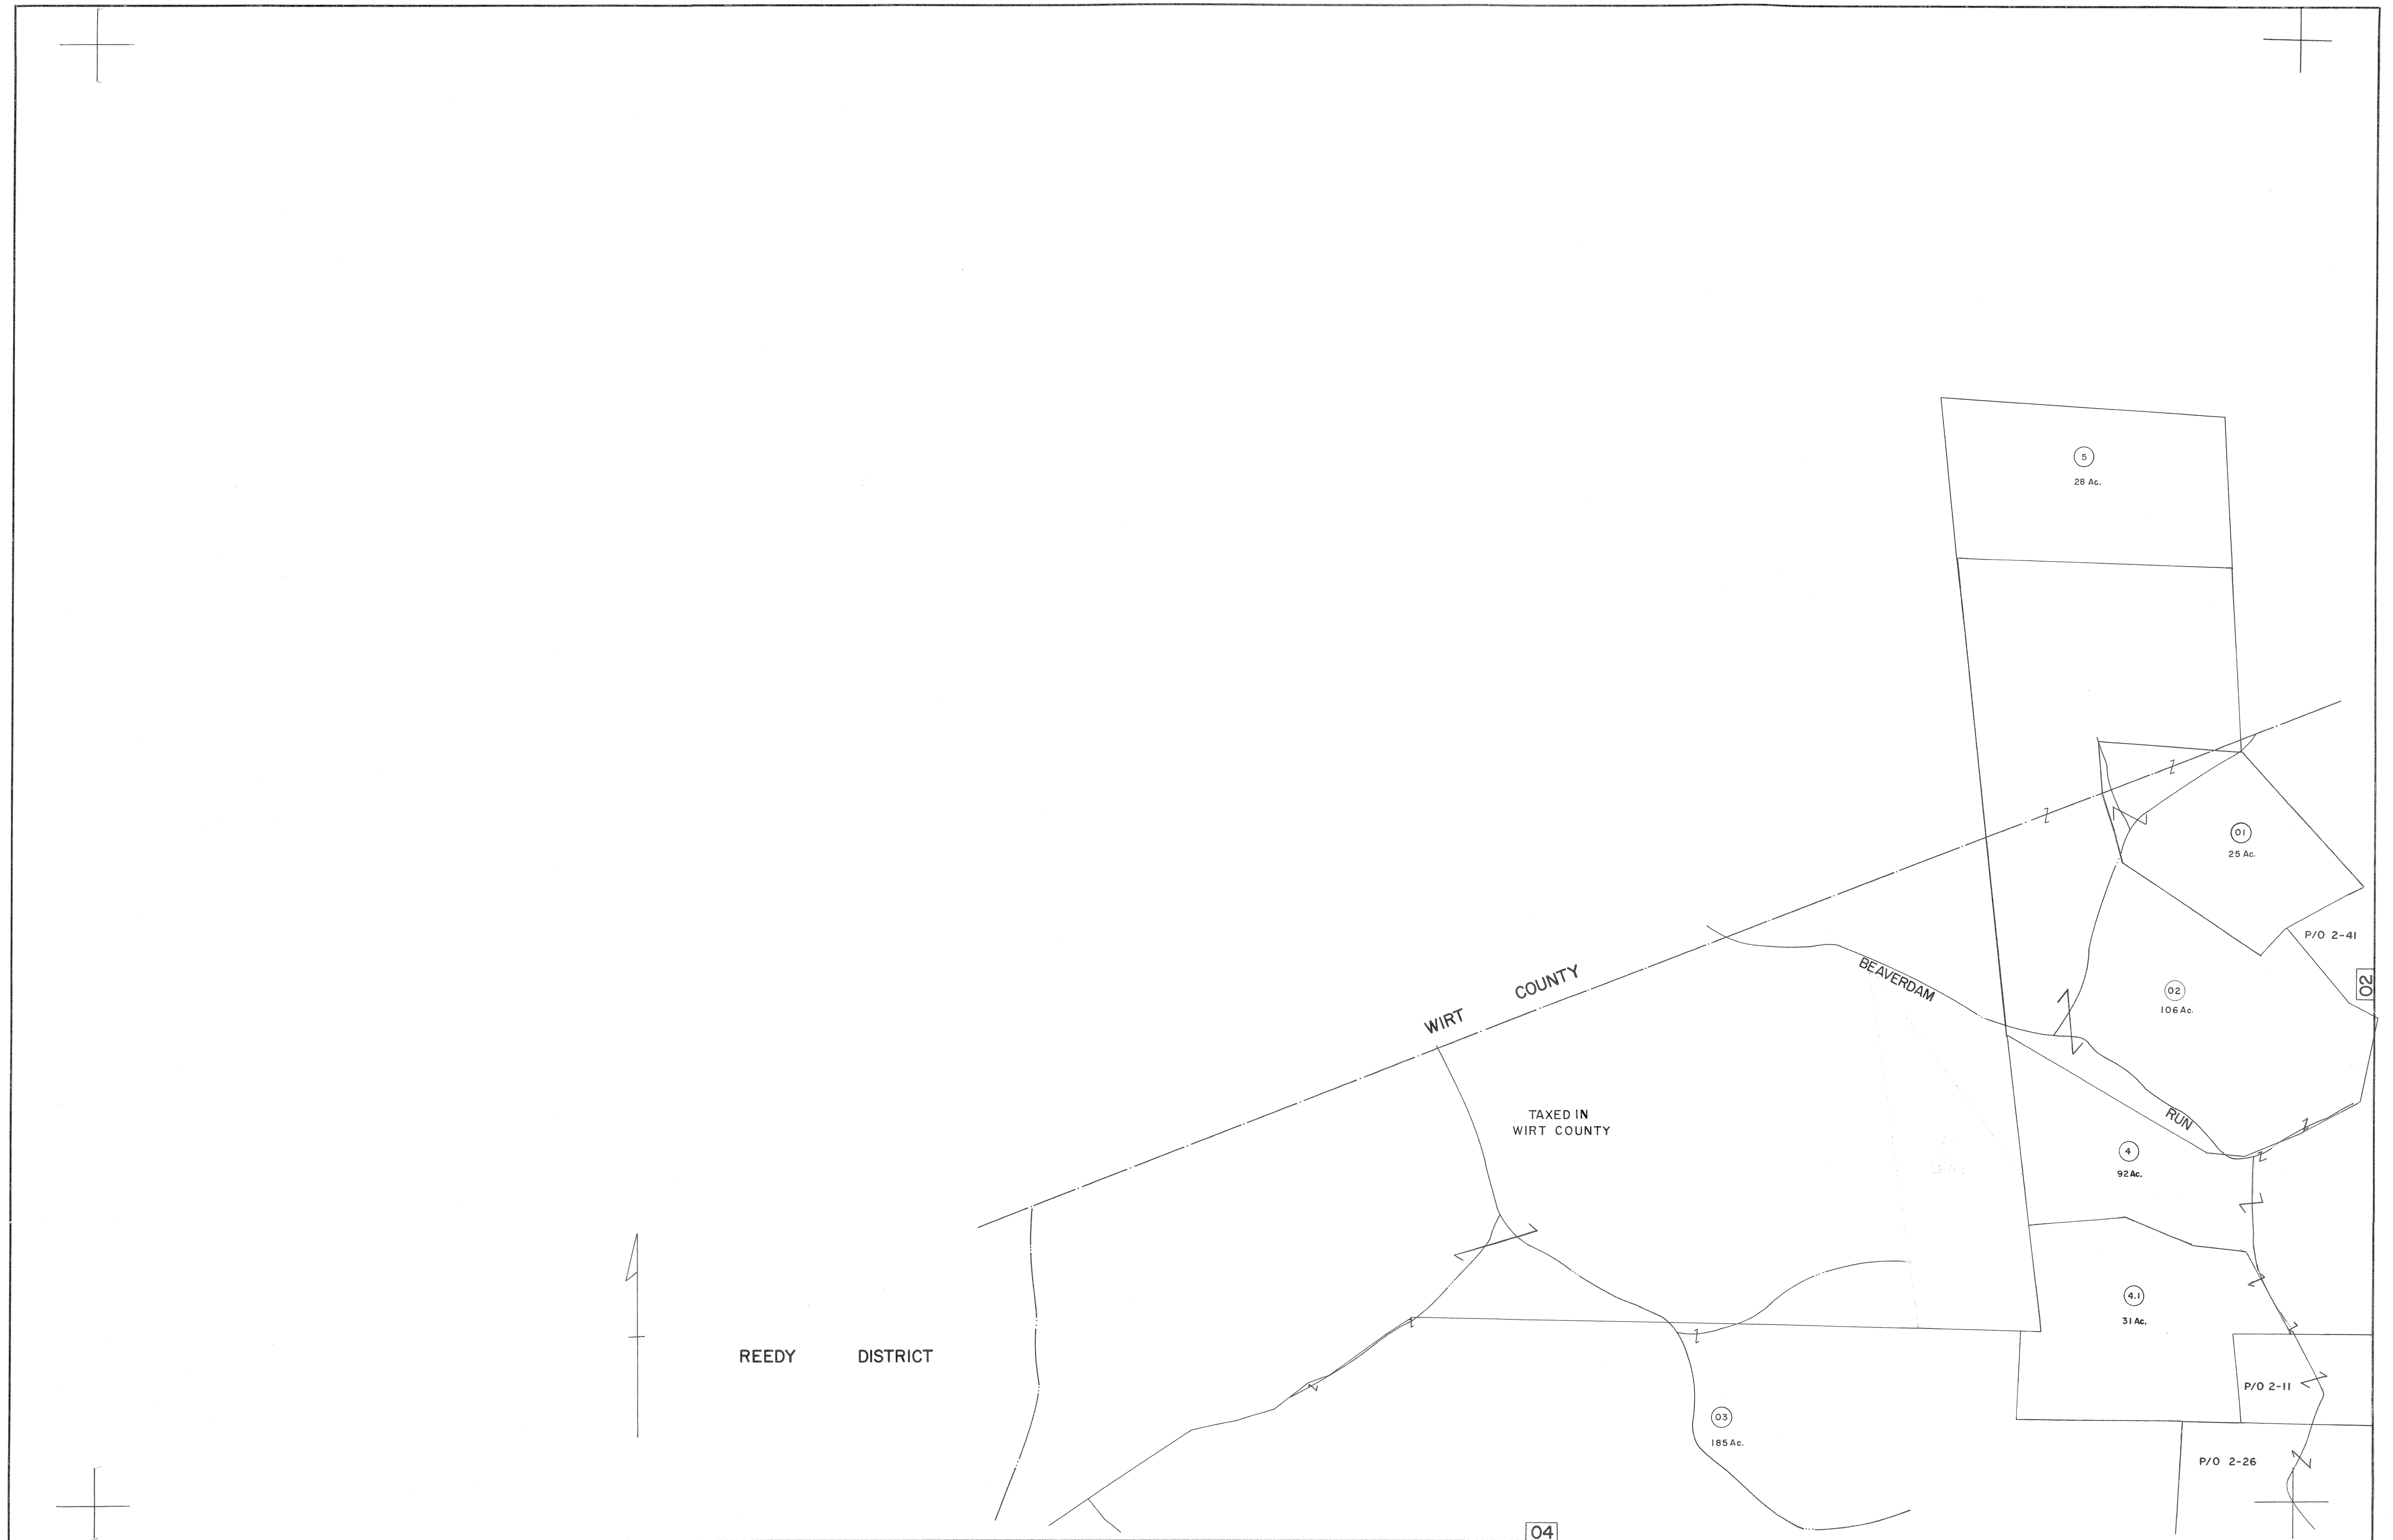 5
28 Ac.
01
25 Ac.
P/O 2-41
02
BEAVERDAM
RUN
02
106 Ac.
WIRT COUNTY
TAXED IN
WIRT COUNTY
4
92 Ac.
4.1
31 Ac.
REEDY DISTRICT
P/O 2-11
03
185 Ac.
P/O 2-26
04